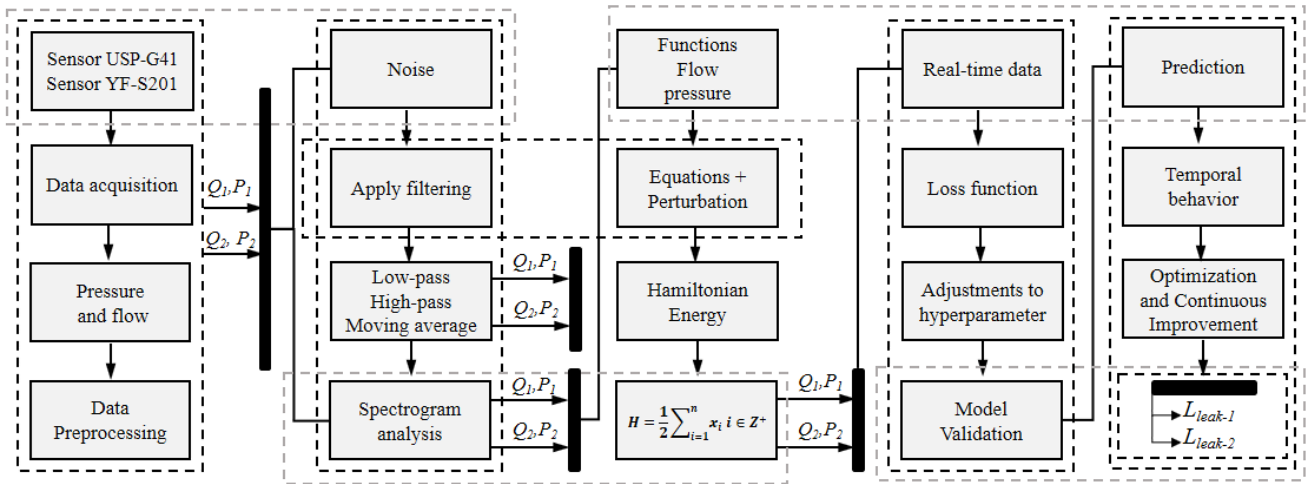 Sensor USP-G41
Sensor YF-S201
Data acquisition
Pressure
and flow
Data
Preprocessing
Q1,P1
Q2, P2
Noise
Apply filtering
Low-pass
High-pass
Moving average
Spectrogram
analysis
Q1,P1
Q2,P2
Q1,P1
Q2,P2
Functions
Flow
pressure
Equations +
Perturbation
Hamiltonian
Energy
H = 1/2 ∑_{i=1}^{n} x_i i ∈ Z⁺
Q1,P1
Q2,P2
Real-time data
Loss function
Adjustments to
hyperparameter
Model
Validation
Prediction
Temporal
behavior
Optimization
and Continuous
Improvement
Lleak-1
Lleak-2